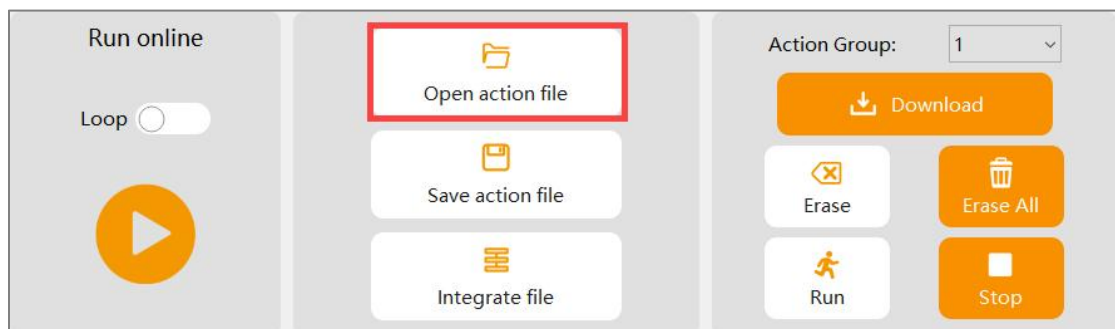 Run online
Loop
Open action file
Save action file
Integrate file
Action Group: 1
Download
Erase
Erase All
Run
Stop